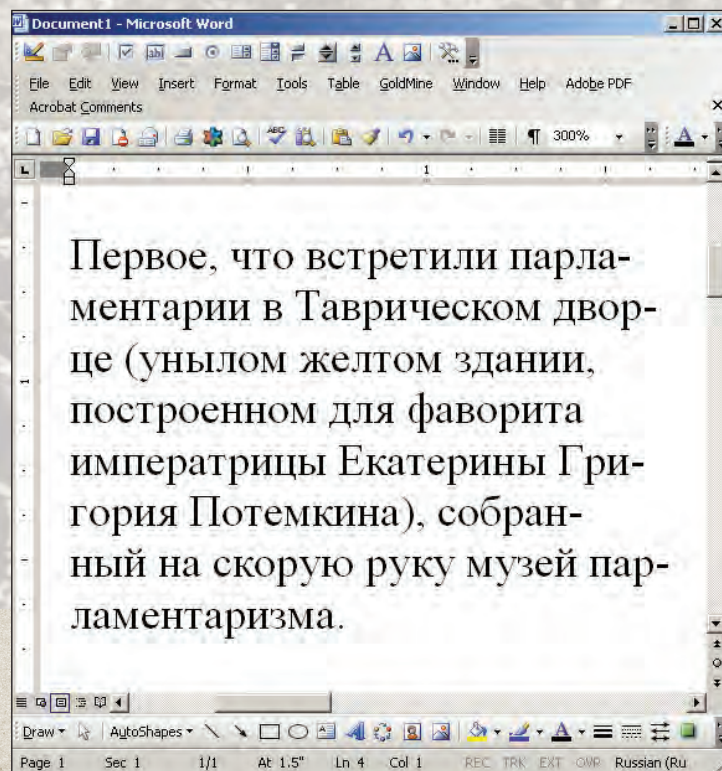 Document1 - Microsoft Word
File Edit View Insert Format Tools Table GoldMine Window Help Adobe PDF
Acrobat Comments
300%
1
Первое, что встретили парла-
ментарии в Таврическом двор-
це (унылом желтом здании,
построенном для фаворита
императрицы Екатерины Гри-
гория Потемкина), собран-
ный на скорую руку музей пар-
ламентаризма.
Draw AutoShapes
Page 1 Sec 1 1/1 At 1.5" Ln 4 Col 1 REC TRK EXT OVR Russian (Ru